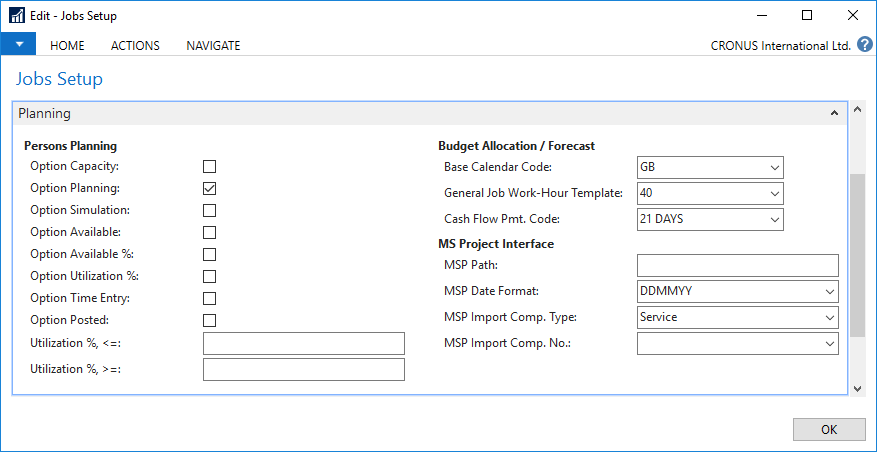 Edit - Jobs Setup
HOME ACTIONS NAVIGATE CRONUS International Ltd. ?
Jobs Setup
Planning
Persons Planning
Option Capacity:
Option Planning:
Option Simulation:
Option Available:
Option Available %:
Option Utilization %:
Option Time Entry:
Option Posted:
Utilization %, <=:
Utilization %, >=:
Budget Allocation / Forecast
Base Calendar Code: GB
General Job Work-Hour Template: 40
Cash Flow Pmt. Code: 21 DAYS
MS Project Interface
MSP Path:
MSP Date Format: DDMMYY
MSP Import Comp. Type: Service
MSP Import Comp. No.:
OK